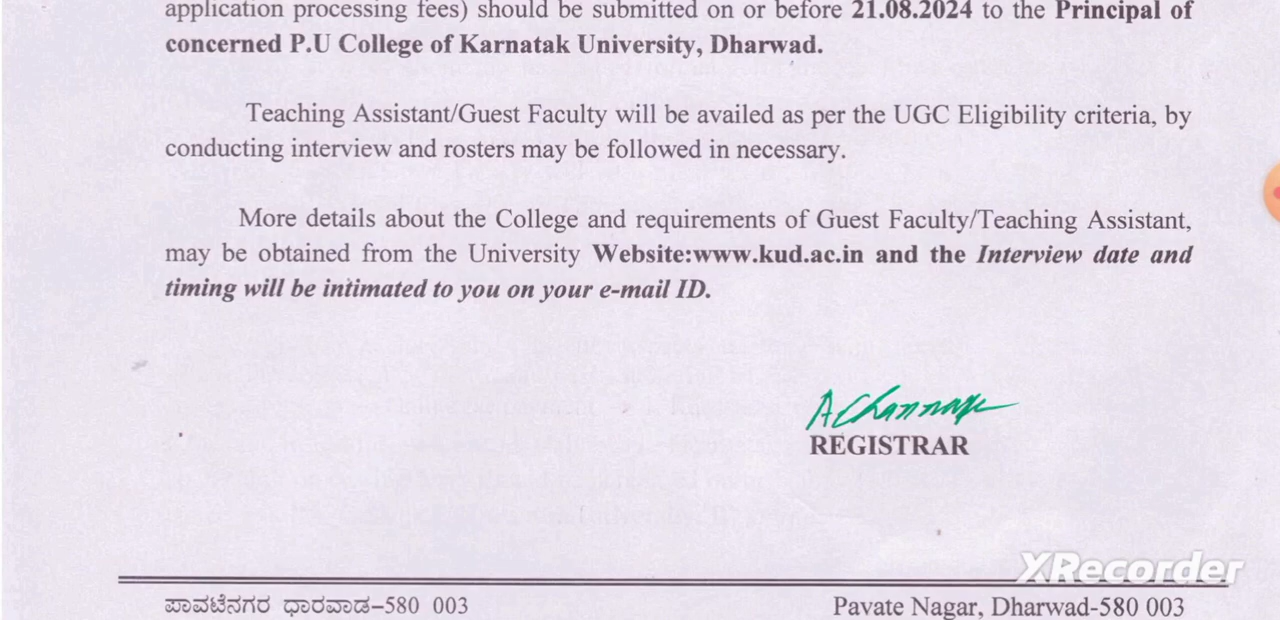 application processing fees) should be submitted on or before 21.08.2024 to the Principal of
concerned P.U College of Karnatak University, Dharwad.
Teaching Assistant/Guest Faculty will be availed as per the UGC Eligibility criteria, by
conducting interview and rosters may be followed in necessary.
More details about the College and requirements of Guest Faculty/Teaching Assistant,
may be obtained from the University Website:www.kud.ac.in and the Interview date and
timing will be intimated to you on your e-mail ID.
REGISTRAR
XRecorder
ಪಾವಟೆನಗರ ಧಾರವಾಡ–580 003
Pavate Nagar, Dharwad-580 003